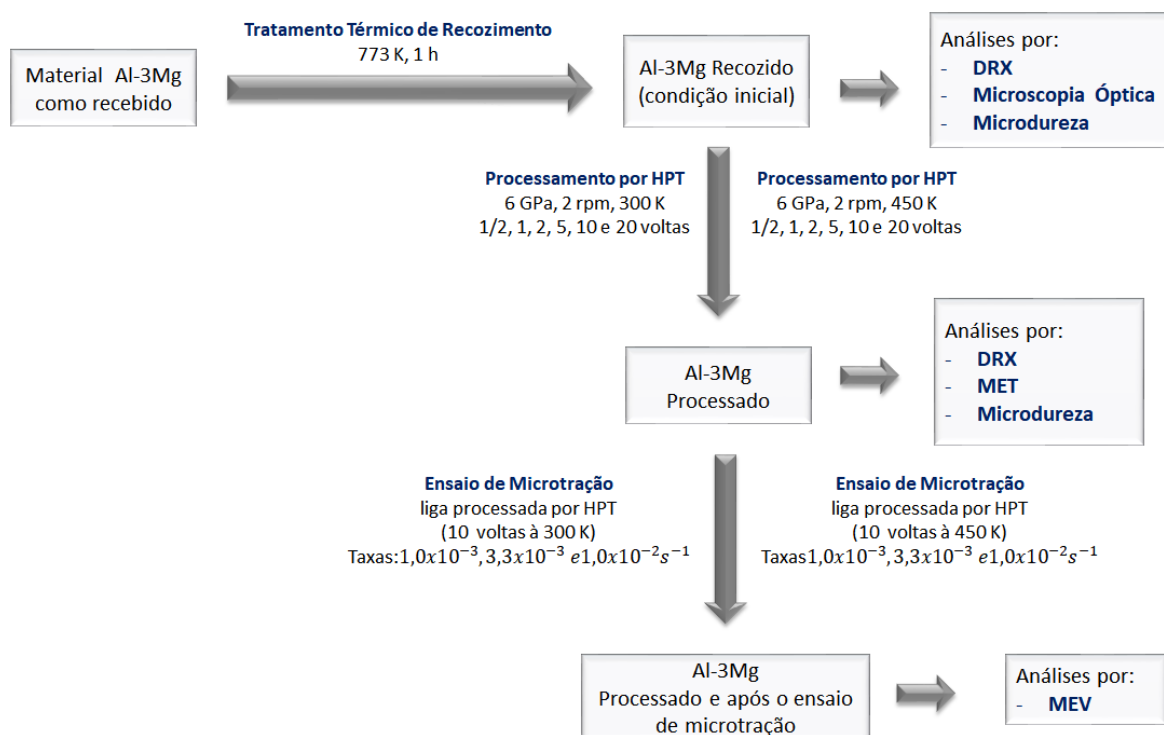 Tratamento Térmico de Recozimento
773 K, 1 h
Material Al-3Mg
como recebido
Al-3Mg Recozido
(condição inicial)
Análises por:
- DRX
- Microscopia Óptica
- Microdureza
Processamento por HPT
6 GPa, 2 rpm, 300 K
1/2, 1, 2, 5, 10 e 20 voltas
Processamento por HPT
6 GPa, 2 rpm, 450 K
1/2, 1, 2, 5, 10 e 20 voltas
Al-3Mg
Processado
Análises por:
- DRX
- MET
- Microdureza
Ensaio de Microtração
liga processada por HPT
(10 voltas à 300 K)
Taxas:1,0x10⁻³, 3,3x10⁻³ e1,0x10⁻²s⁻¹
Ensaio de Microtração
liga processada por HPT
(10 voltas à 450 K)
Taxas1,0x10⁻³, 3,3x10⁻³ e1,0x10⁻²s⁻¹
Al-3Mg
Processado e após o ensaio
de microtração
Análises por:
- MEV